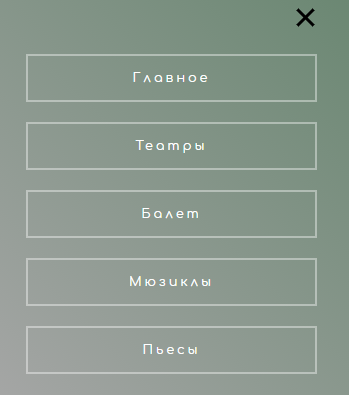 Главное
Театры
Балет
Мюзиклы
Пьесы